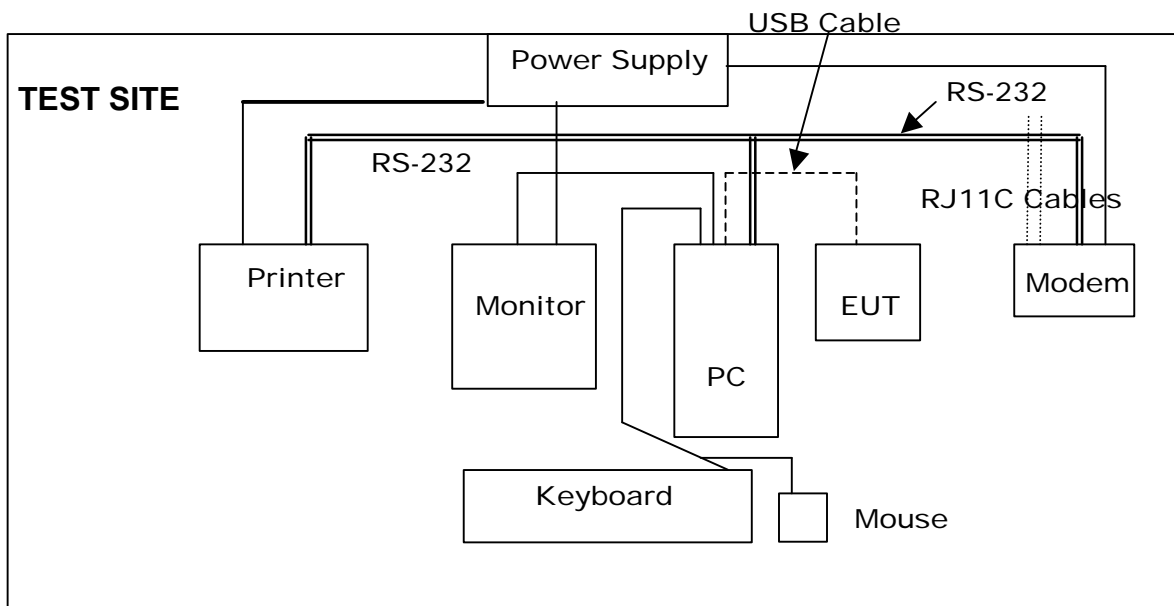 USB Cable
Power Supply
TEST SITE
RS-232
RS-232
RJ11C Cables
Printer
Monitor
EUT
Modem
PC
Keyboard
Mouse